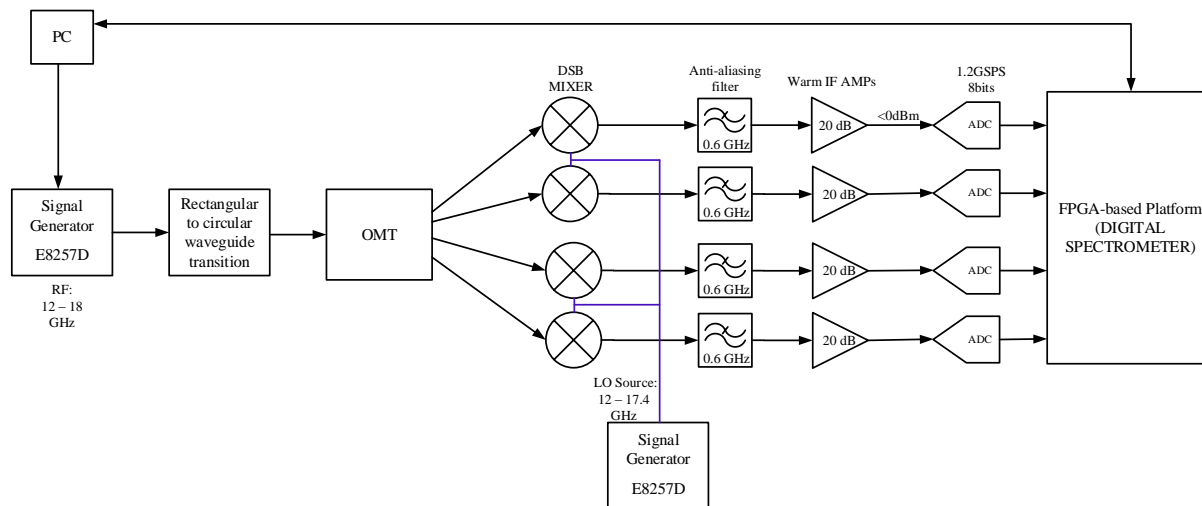 PC
DSB
MIXER
Anti-aliasing
filter
Warm IF AMPs
1.2GSPS
8bits
0.6 GHz
20 dB
<0dBm
ADC
0.6 GHz
20 dB
ADC
Signal
Generator
E8257D
Rectangular
to circular
waveguide
transition
OMT
FPGA-based Platform
(DIGITAL
SPECTROMETER)
0.6 GHz
20 dB
ADC
RF:
12 – 18
GHz
0.6 GHz
20 dB
ADC
LO Source:
12 – 17.4
GHz
Signal
Generator
E8257D